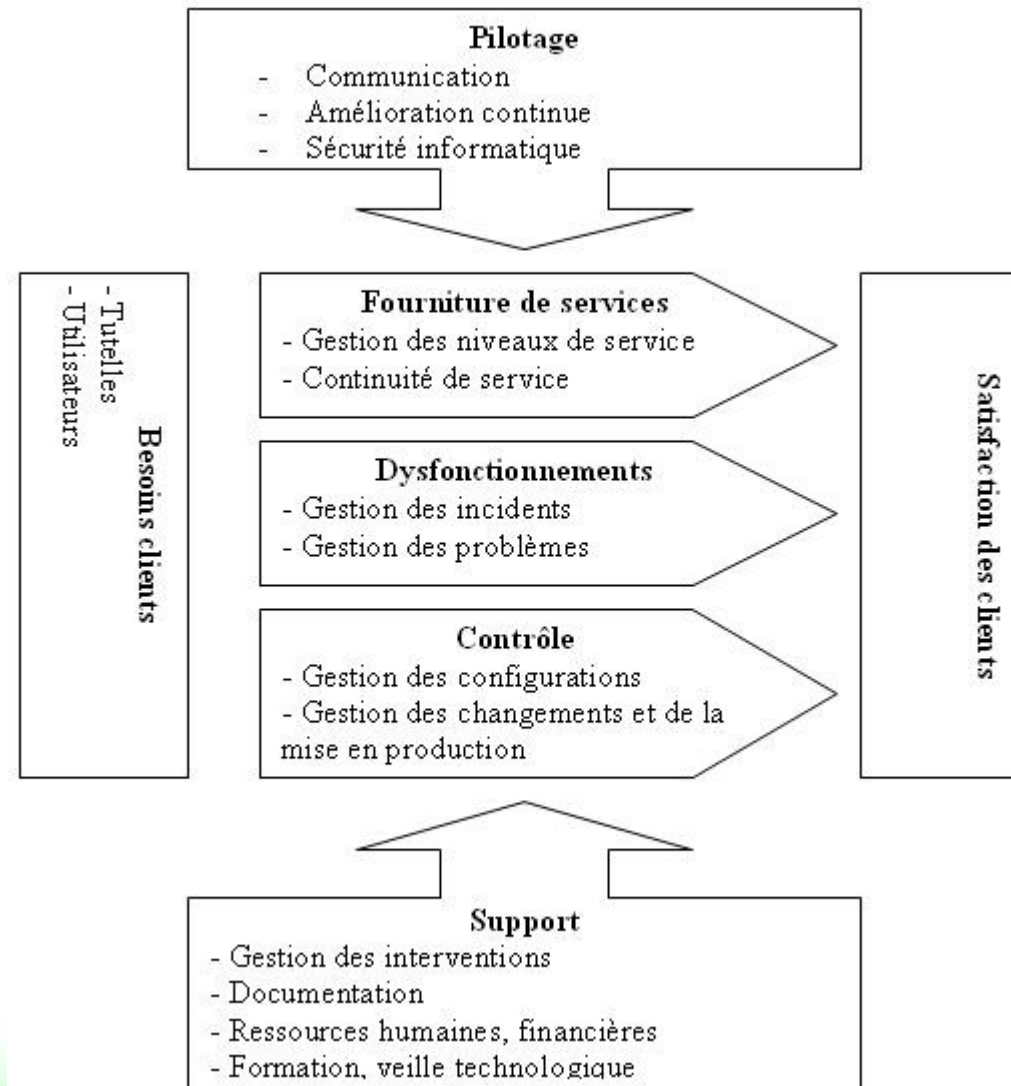 Pilotage
- Communication
- Amélioration continue
- Sécurité informatique
Besoins clients
- Tutelles
- Utilisateurs
Fourniture de services
- Gestion des niveaux de service
- Continuité de service
Dysfonctionnements
- Gestion des incidents
- Gestion des problèmes
Contrôle
- Gestion des configurations
- Gestion des changements et de la
mise en production
Satisfaction des clients
Support
- Gestion des interventions
- Documentation
- Ressources humaines, financières
- Formation, veille technologique